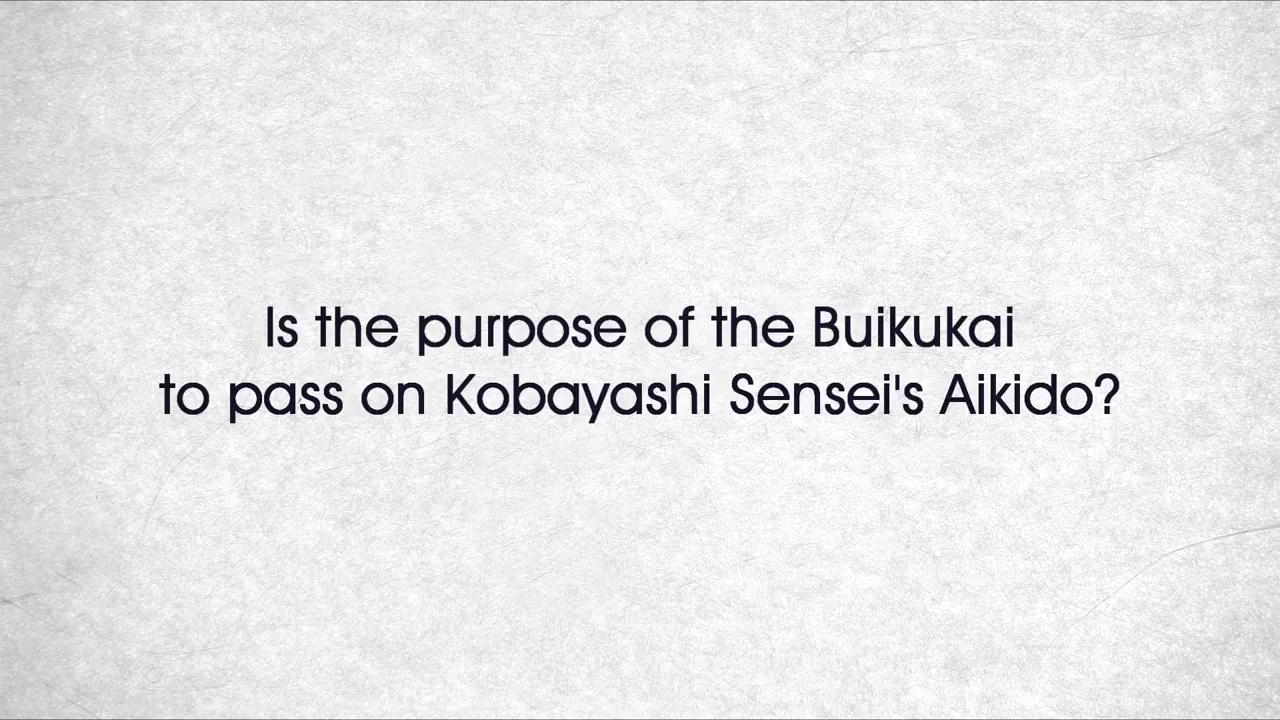 Is the purpose of the Buikukai
to pass on Kobayashi Sensei's Aikido?